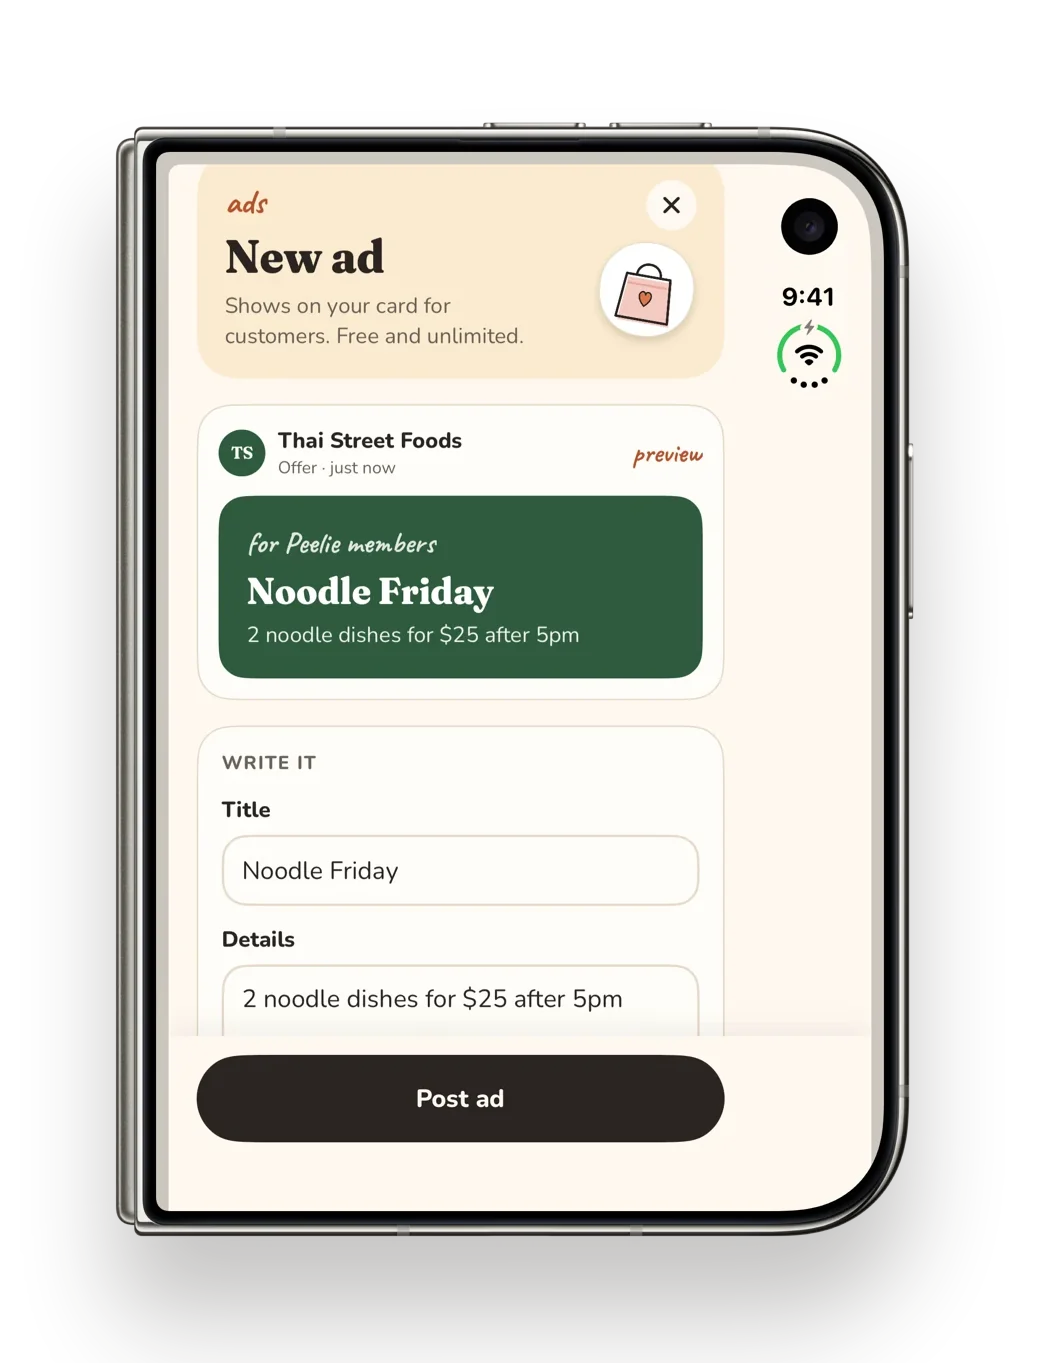 ads
New ad
Shows on your card for
customers. Free and unlimited.
9:41
TS
Thai Street Foods
Offer · just now
preview
for Peelie members
Noodle Friday
2 noodle dishes for $25 after 5pm
WRITE IT
Title
Noodle Friday
Details
2 noodle dishes for $25 after 5pm
Post ad